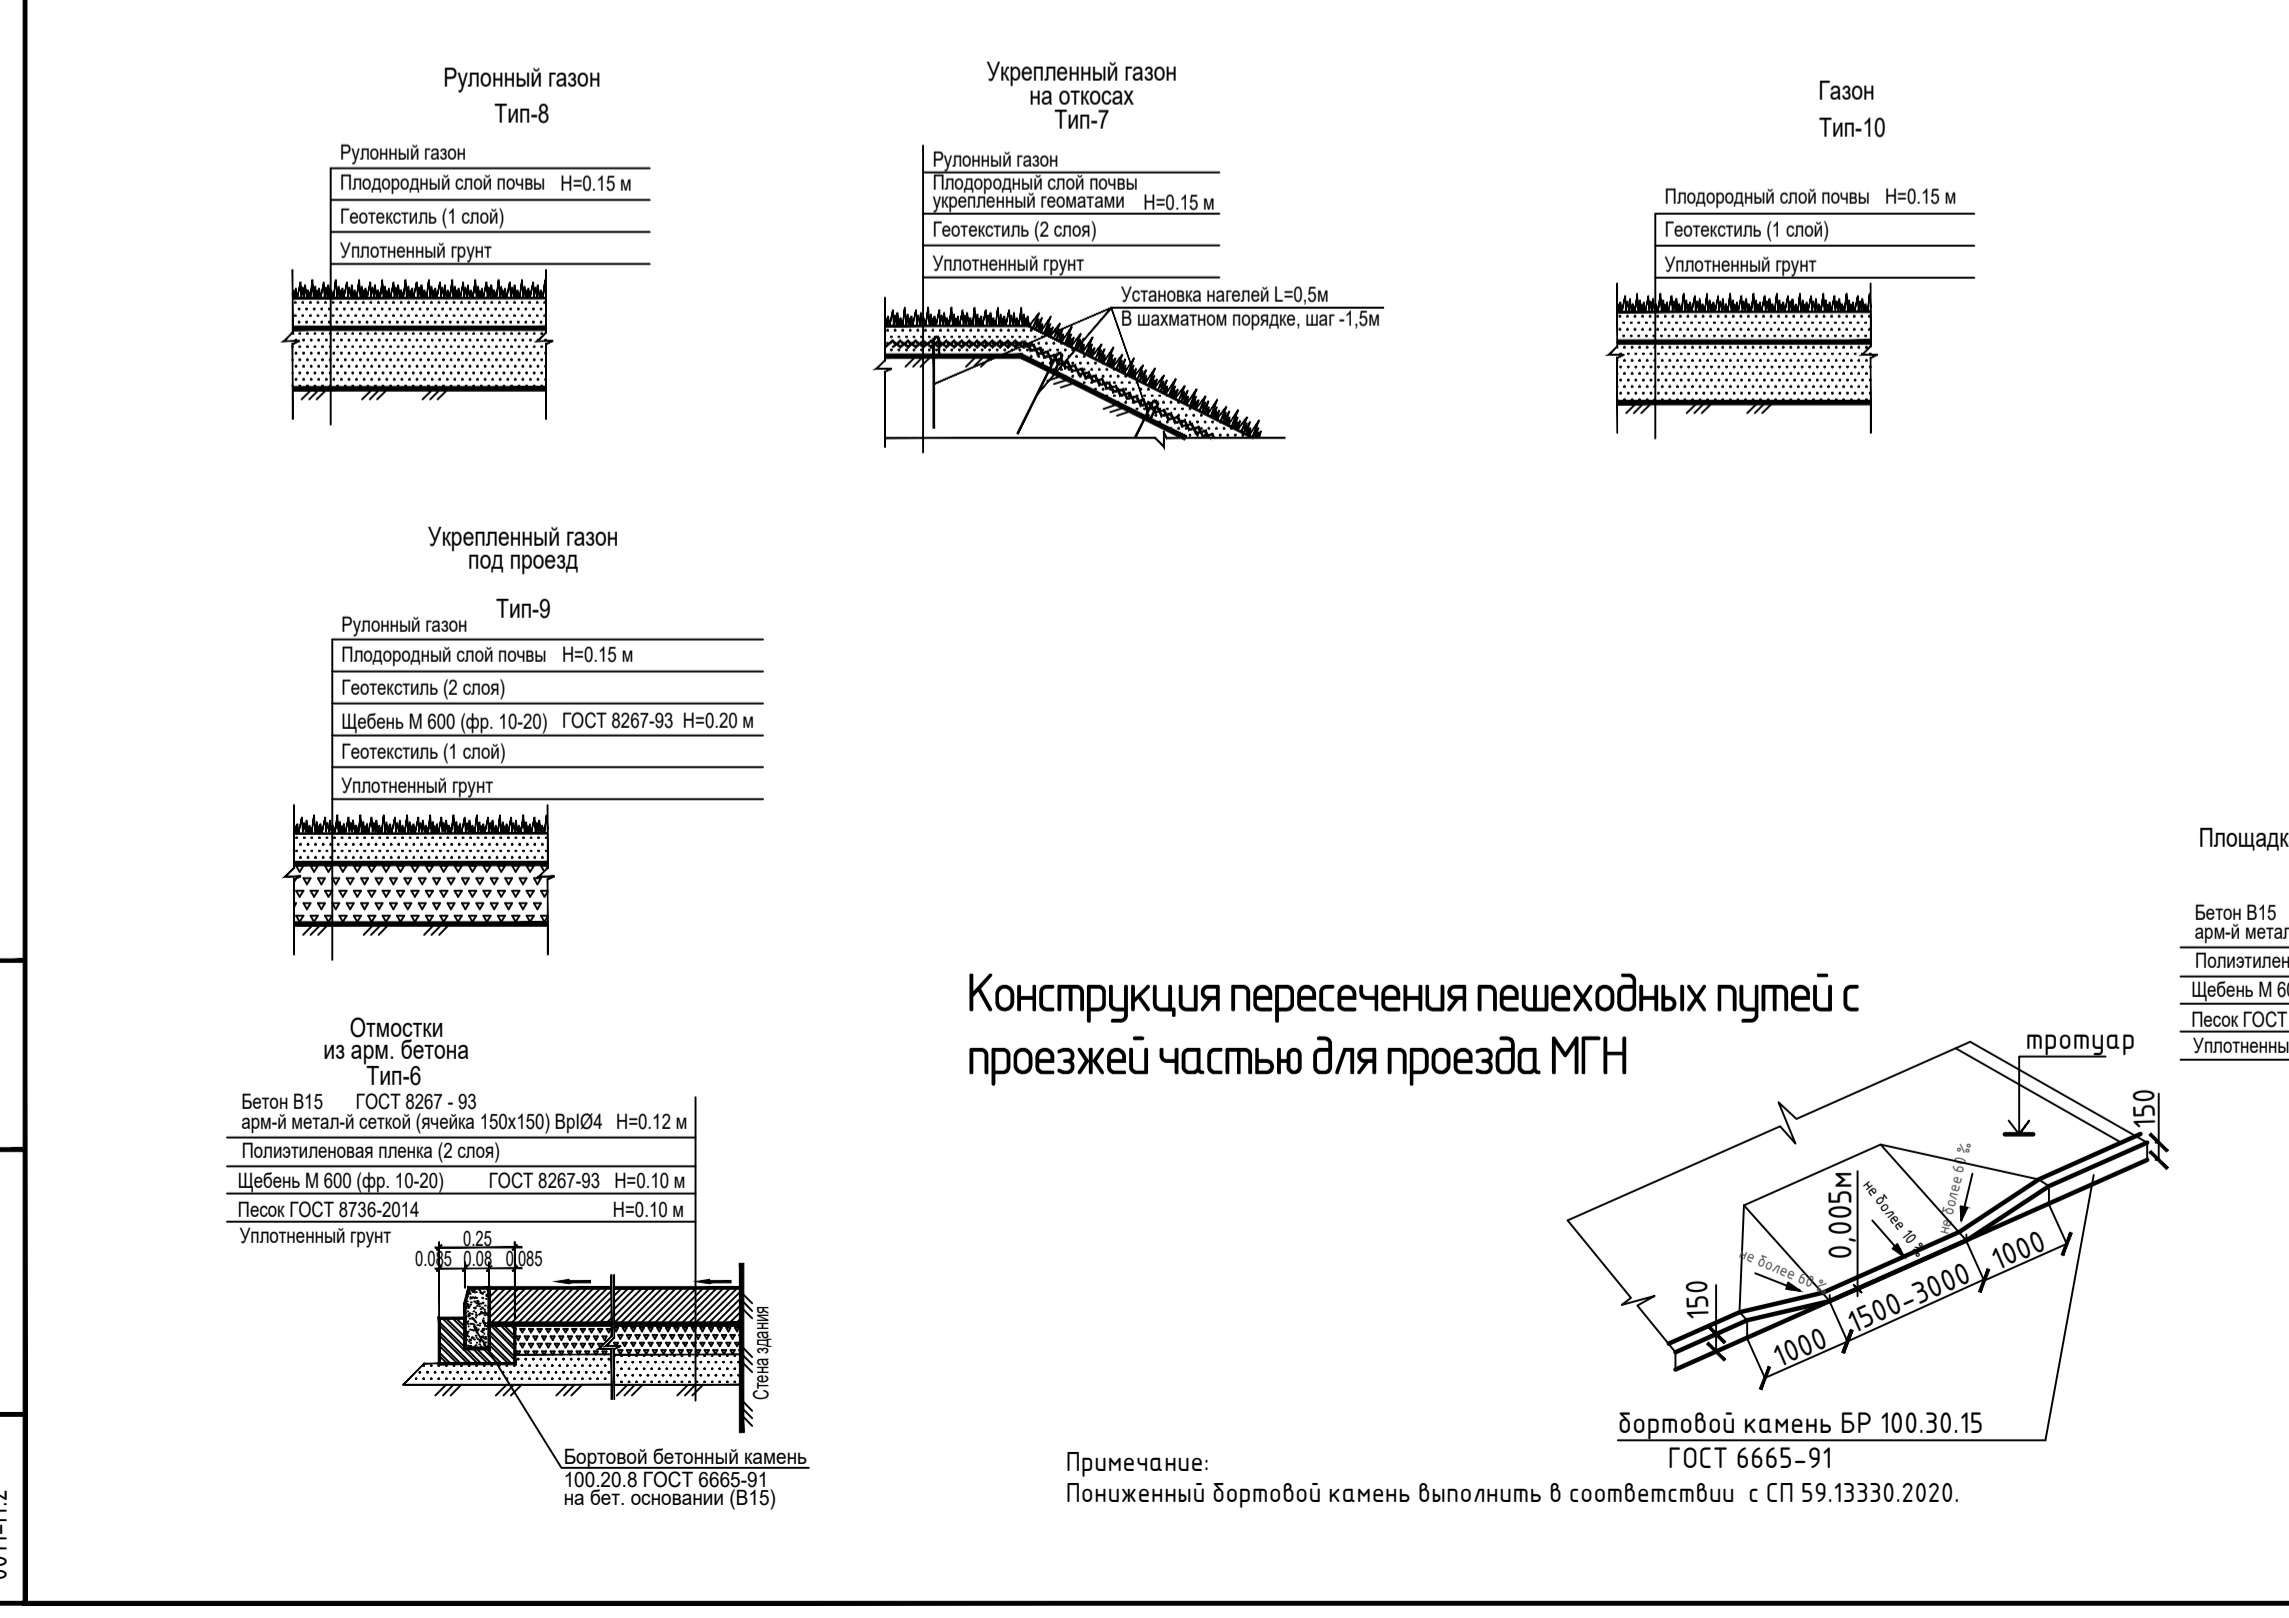 Рулонный газон
Тип-8
Рулонный газон
Плодородный слой почвы H=0.15 м
Геотекстиль (1 слой)
Уплотненный грунт
Укрепленный газон
на откосах
Тип-7
Рулонный газон
Плодородный слой почвы
укрепленный геоматами H=0.15 м
Геотекстиль (2 слоя)
Уплотненный грунт
Установка нагелей L=0,5м
В шахматном порядке, шаг -1,5м
Газон
Тип-10
Плодородный слой почвы H=0.15 м
Геотекстиль (1 слой)
Уплотненный грунт
Укрепленный газон
под проезд
Тип-9
Рулонный газон
Плодородный слой почвы H=0.15 м
Геотекстиль (2 слоя)
Щебень М 600 (фр. 10-20) ГОСТ 8267-93 H=0.20 м
Геотекстиль (1 слой)
Уплотненный грунт
Отмостки
из арм. бетона
Тип-6
Бетон В15 ГОСТ 8267 - 93
арм-й метал-й сеткой (ячейка 150х150) ВрIØ4 H=0.12 м
Полиэтиленовая пленка (2 слоя)
Щебень М 600 (фр. 10-20) ГОСТ 8267-93 H=0.10 м
Песок ГОСТ 8736-2014 H=0.10 м
Уплотненный грунт
0.25
0.085 0.08 0.085
Стена здания
Бортовой бетонный камень
100.20.8 ГОСТ 6665-91
на бет. основании (В15)
Конструкция пересечения пешеходных путей с
проезжей частью для проезда МГН
тротуар
150
не более 60 ‰
не более 10 ‰
0,005м
не более 60 ‰
150
1000
1500-3000
1000
бортовой камень БР 100.30.15
ГОСТ 6665-91
Примечание:
Пониженный бортовой камень выполнить в соответствии с СП 59.13330.2020.
Площадк
Бетон В15
арм-й метал
Полиэтилен
Щебень М 60
Песок ГОСТ
Уплотненны